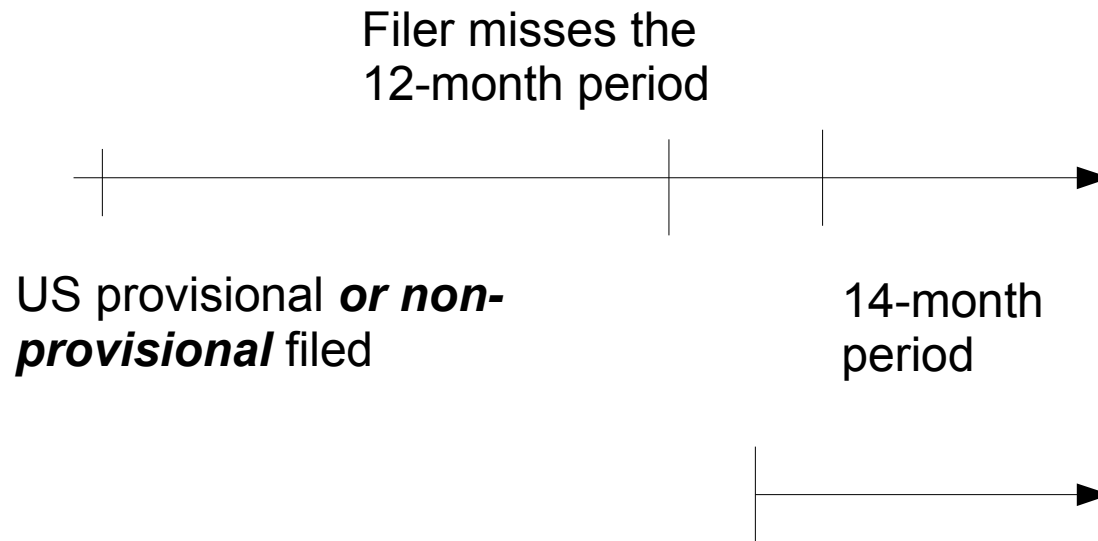 Filer misses the
12-month period
US provisional or non-
provisional filed
14-month
period